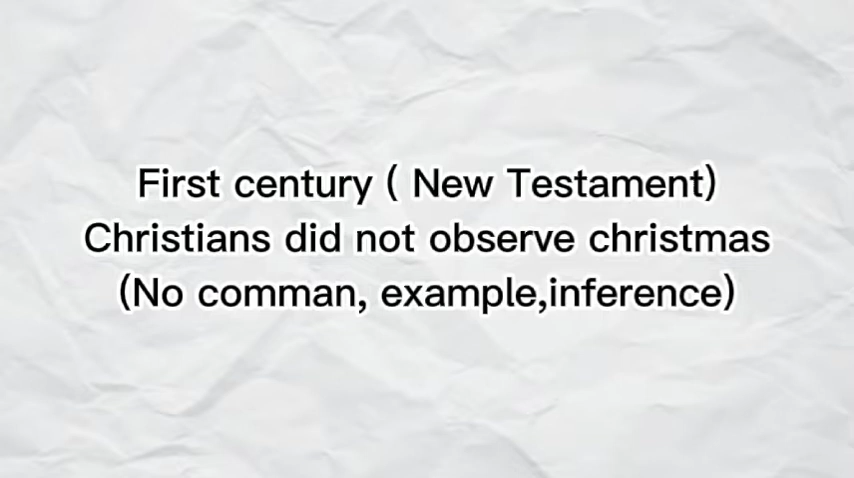 First century ( New Testament)
Christians did not observe christmas
(No comman, example,inference)